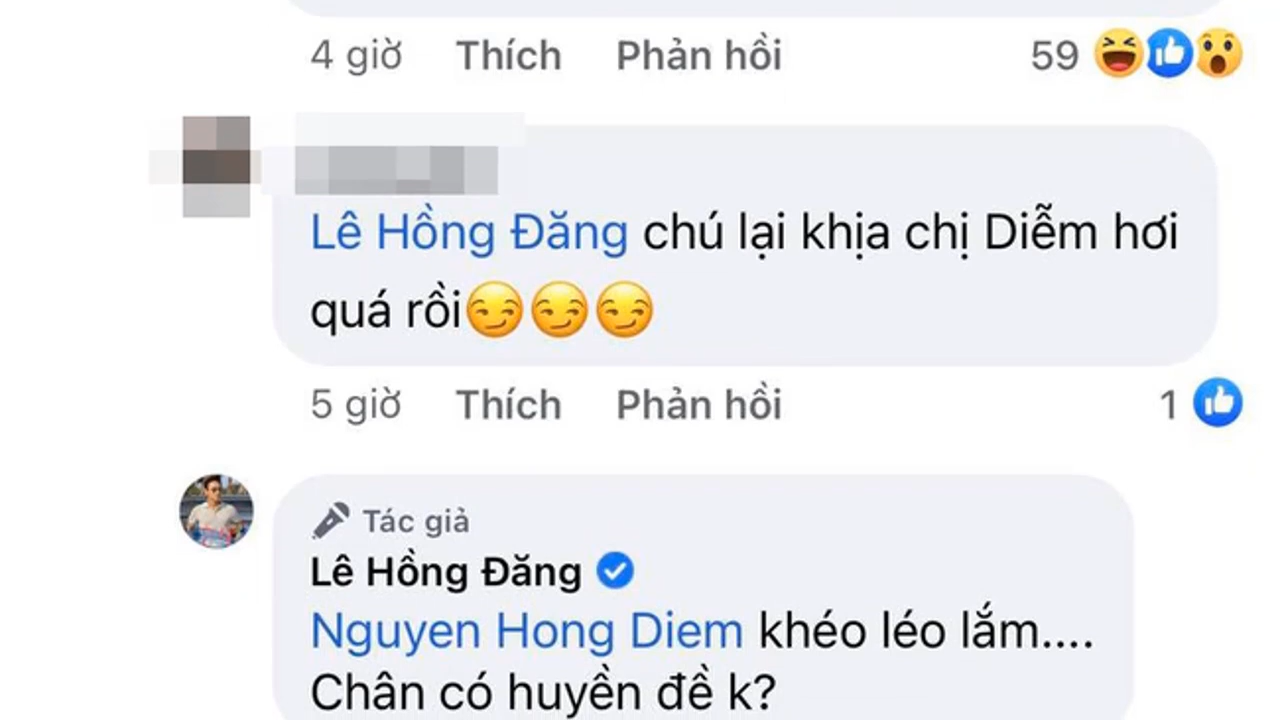 4 giờ Thích Phản hồi 59
Lê Hồng Đăng chú lại khịa chị Diễm hơi
quá rồi😏😏😏
5 giờ Thích Phản hồi 1
Tác giả
Lê Hồng Đăng
Nguyen Hong Diem khéo léo lắm....
Chân có huyền đề k?